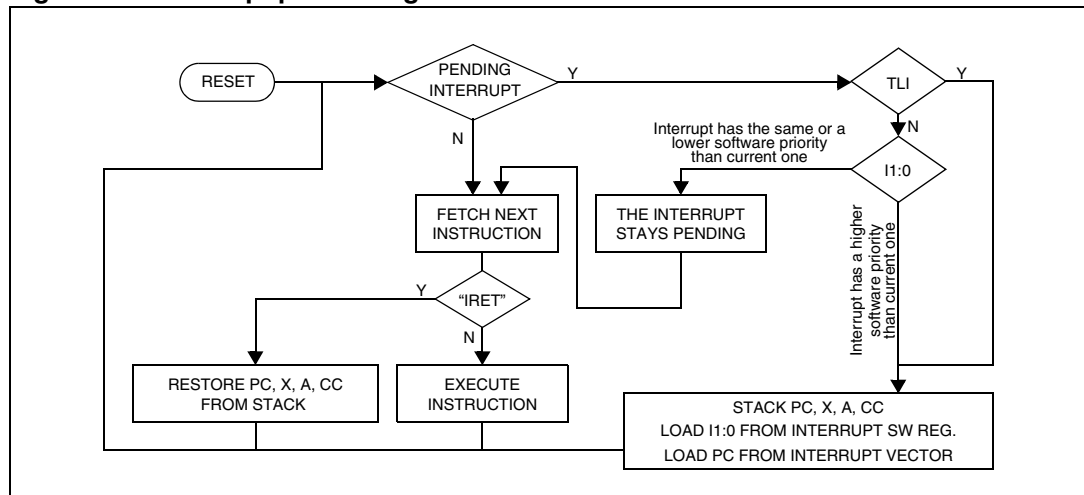 RESET
PENDING
INTERRUPT
Y
TLI
Y
N
N
Interrupt has the same or a
lower software priority
than current one
I1:0
FETCH NEXT
INSTRUCTION
THE INTERRUPT
STAYS PENDING
Interrupt has a higher
software priority
than current one
Y
“IRET”
N
RESTORE PC, X, A, CC
FROM STACK
EXECUTE
INSTRUCTION
STACK PC, X, A, CC
LOAD I1:0 FROM INTERRUPT SW REG.
LOAD PC FROM INTERRUPT VECTOR